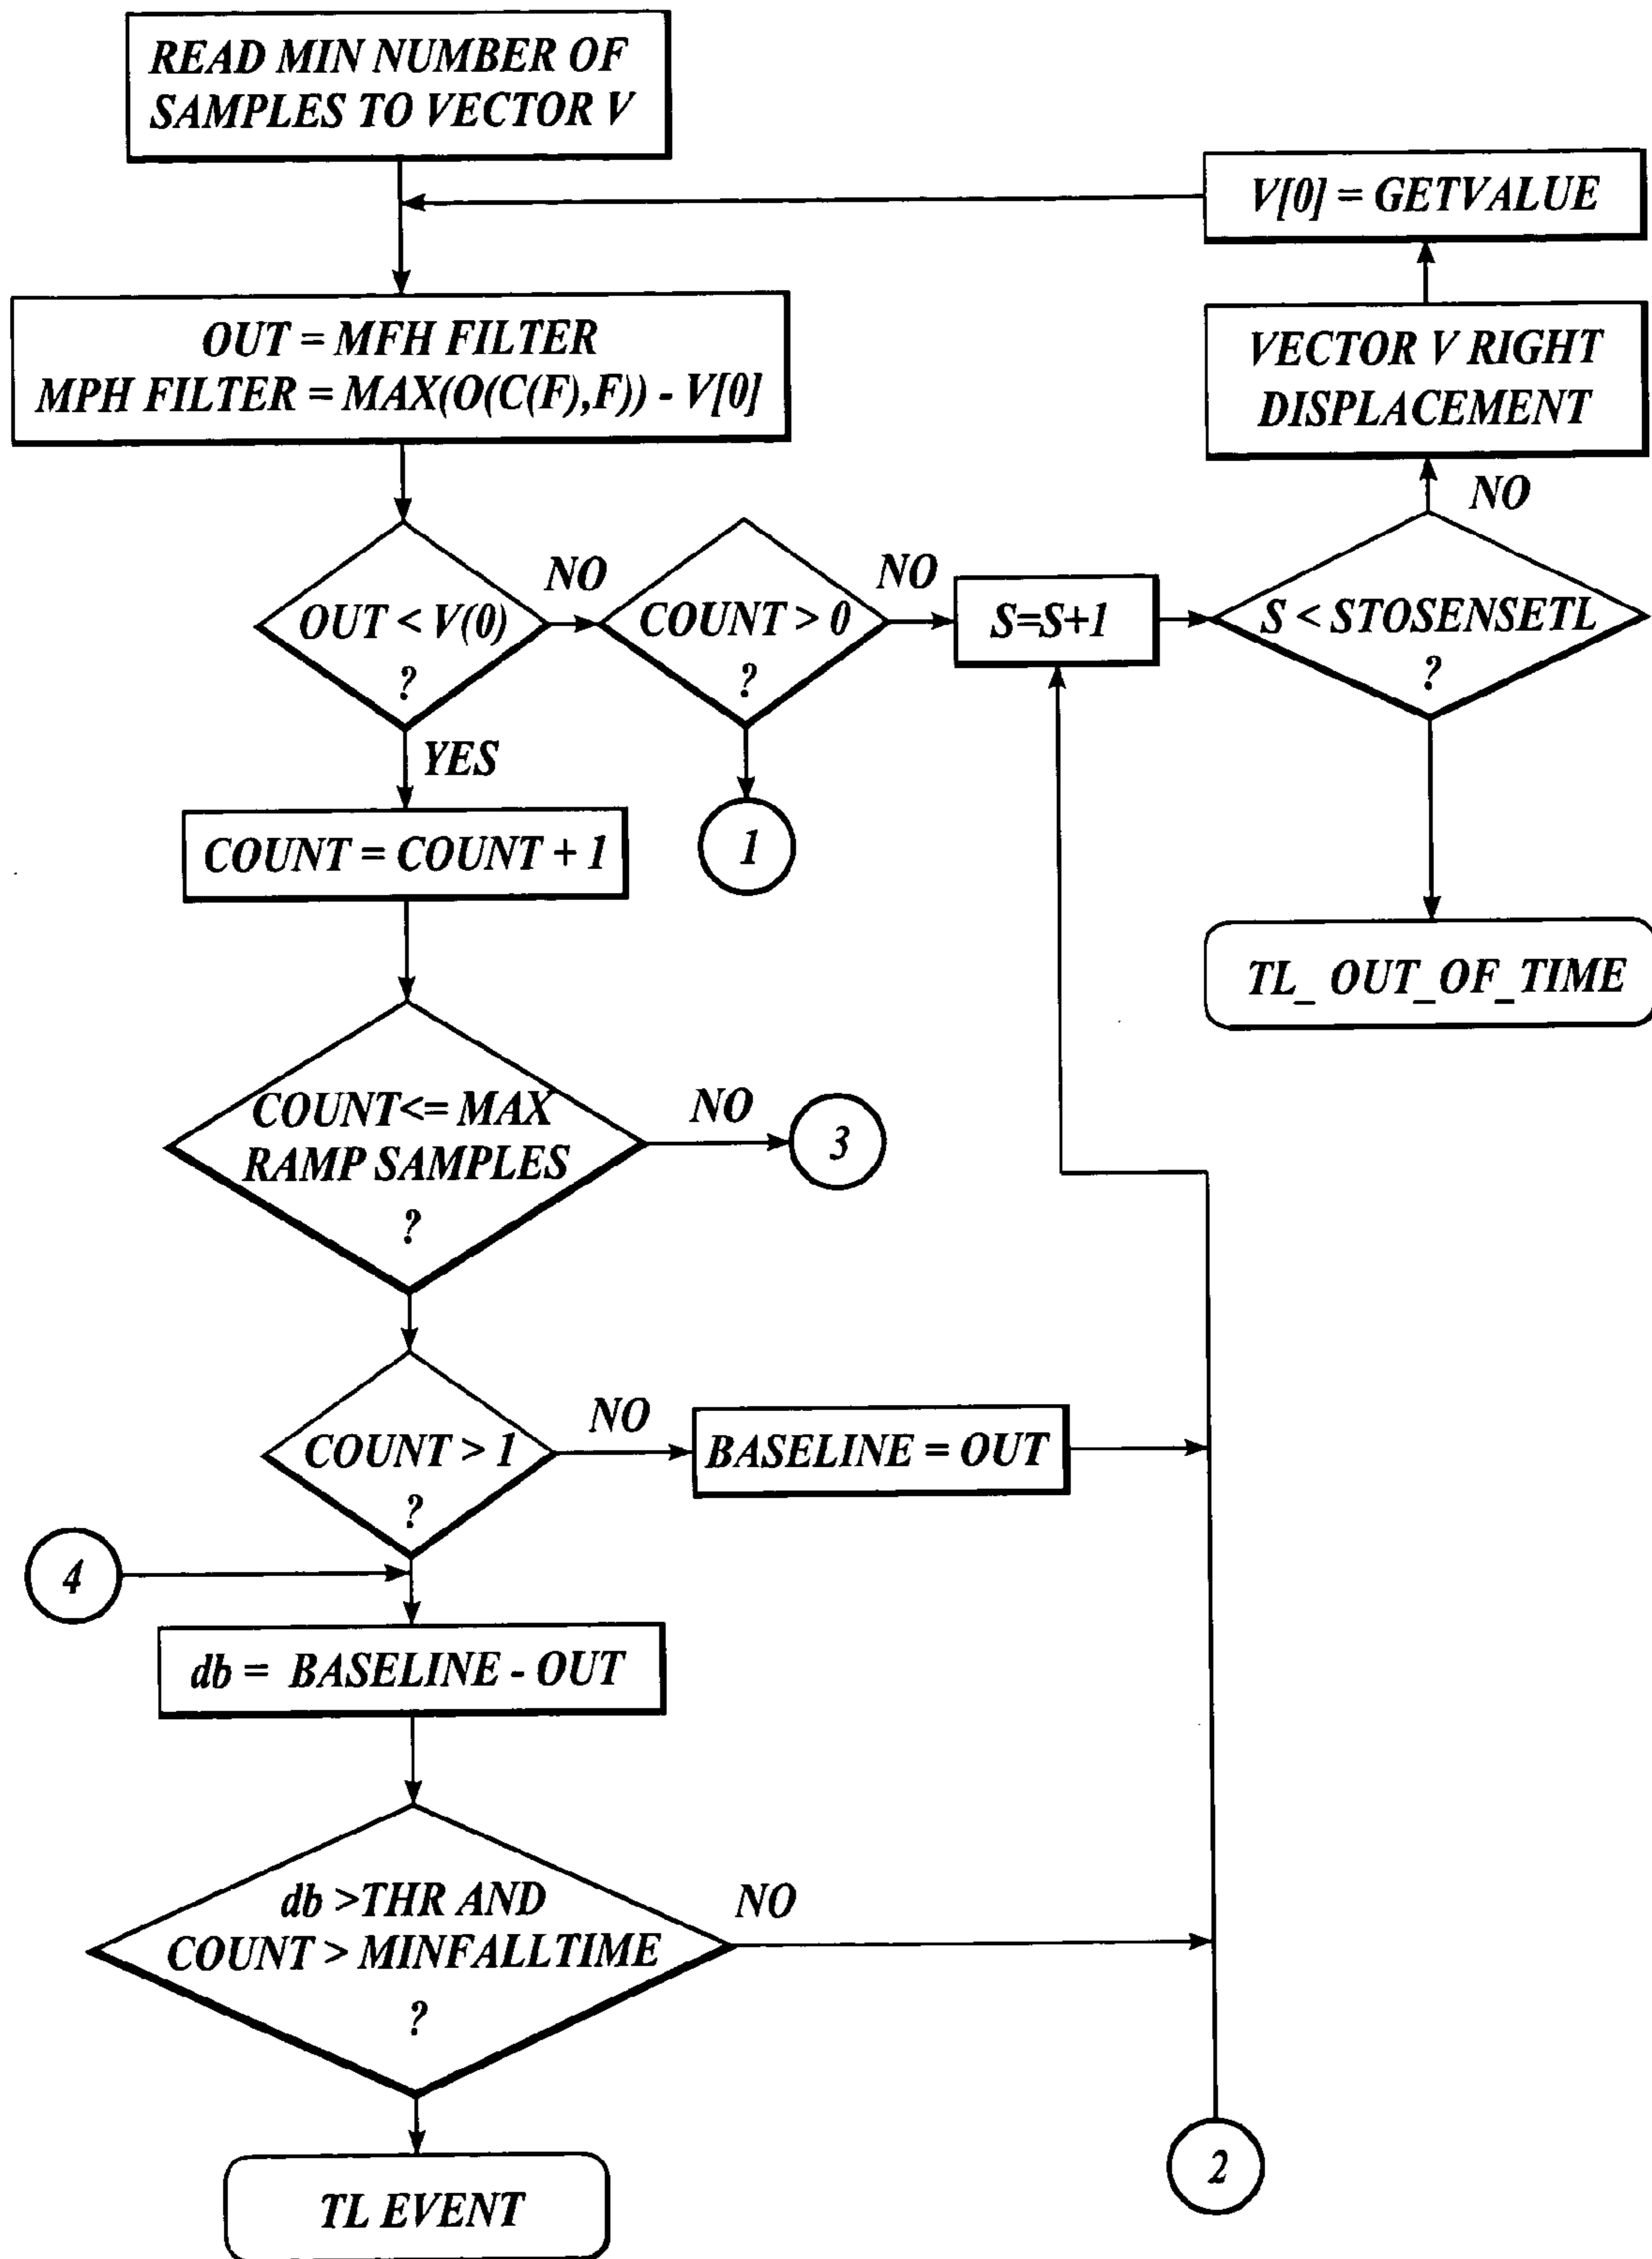 READ MIN NUMBER OF
SAMPLES TO VECTOR V
V[0] = GETVALUE
OUT = MFH FILTER
MPH FILTER = MAX(O(C(F),F)) - V[0]
VECTOR V RIGHT
DISPLACEMENT
NO
OUT < V(0)
?
NO
COUNT > 0
?
NO
S=S+1
S < STOSENSETL
?
YES
COUNT = COUNT + 1
1
TL_ OUT_OF_TIME
COUNT<= MAX
RAMP SAMPLES
?
NO
3
COUNT > 1
?
NO
BASELINE = OUT
4
db = BASELINE - OUT
db >THR AND
COUNT > MINFALLTIME
?
NO
TL EVENT
2